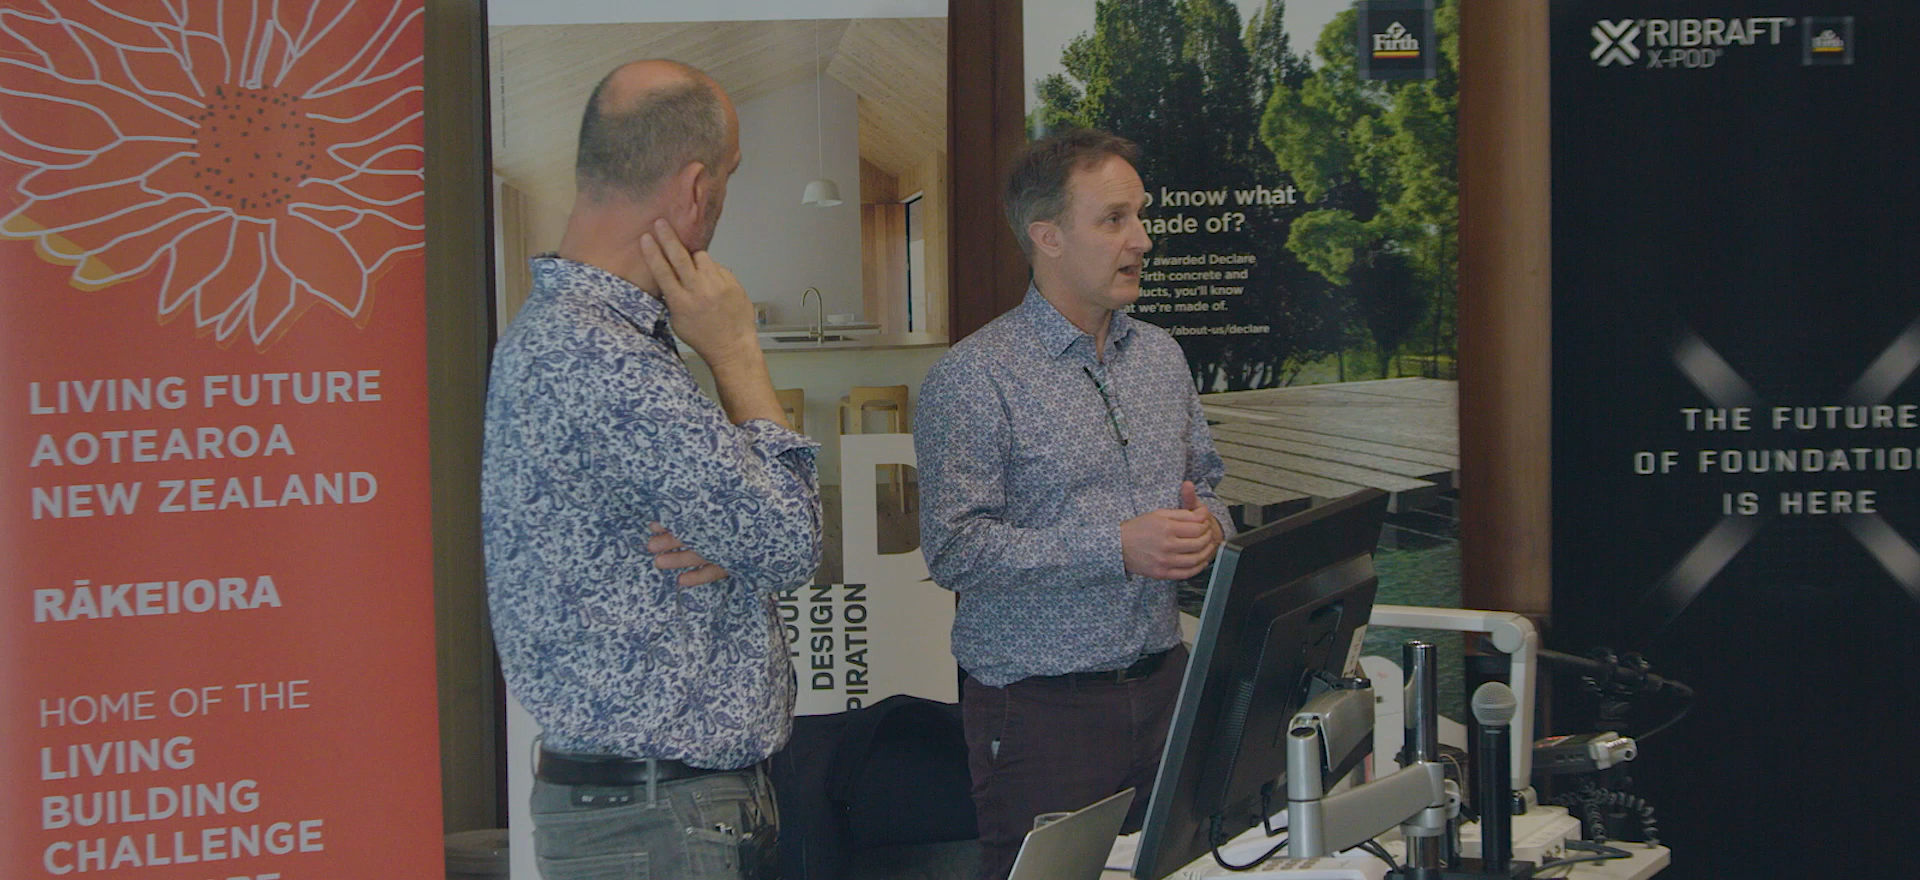 LIVING FUTURE
AOTEAROA
NEW ZEALAND
RĀKEIORA
HOME OF THE
LIVING
BUILDING
CHALLENGE
DESIGN
PIRATION
Firth
know what
made of?
awarded Declare
Firth concrete and
you'll know
we're made of.
/about-us/declare
RIBRAFT®
X-POD®
Firth
THE FUTURE
OF FOUNDATIO
IS HERE